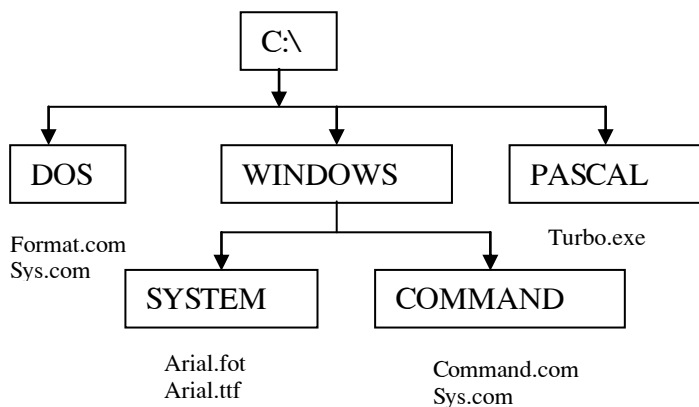 C:\
DOS
WINDOWS
PASCAL
Format.com
Sys.com
Turbo.exe
SYSTEM
COMMAND
Arial.fot
Arial.ttf
Command.com
Sys.com